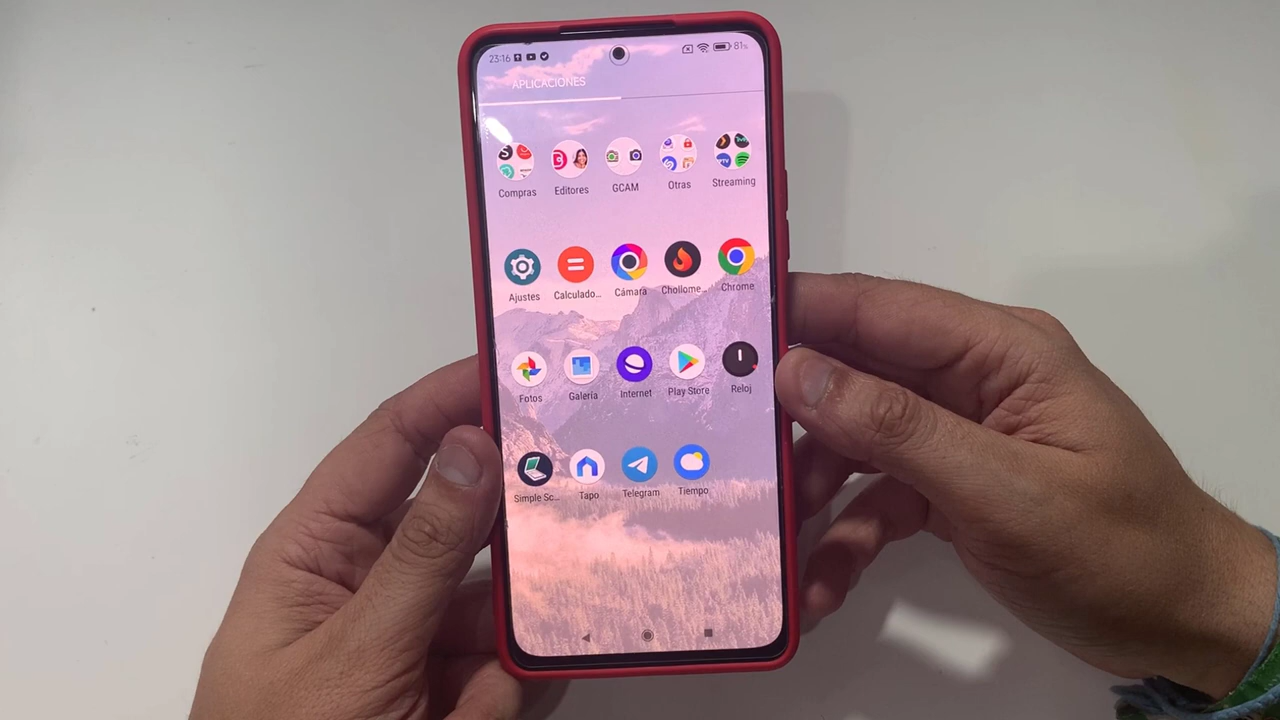 23:16 81%
APLICACIONES
Compras Editores GCAM Otras Streaming
Ajustes Calculado... Cámara Chollome... Chrome
Fotos Galería Internet Play Store Reloj
Simple Sc... Tapo Telegram Tiempo